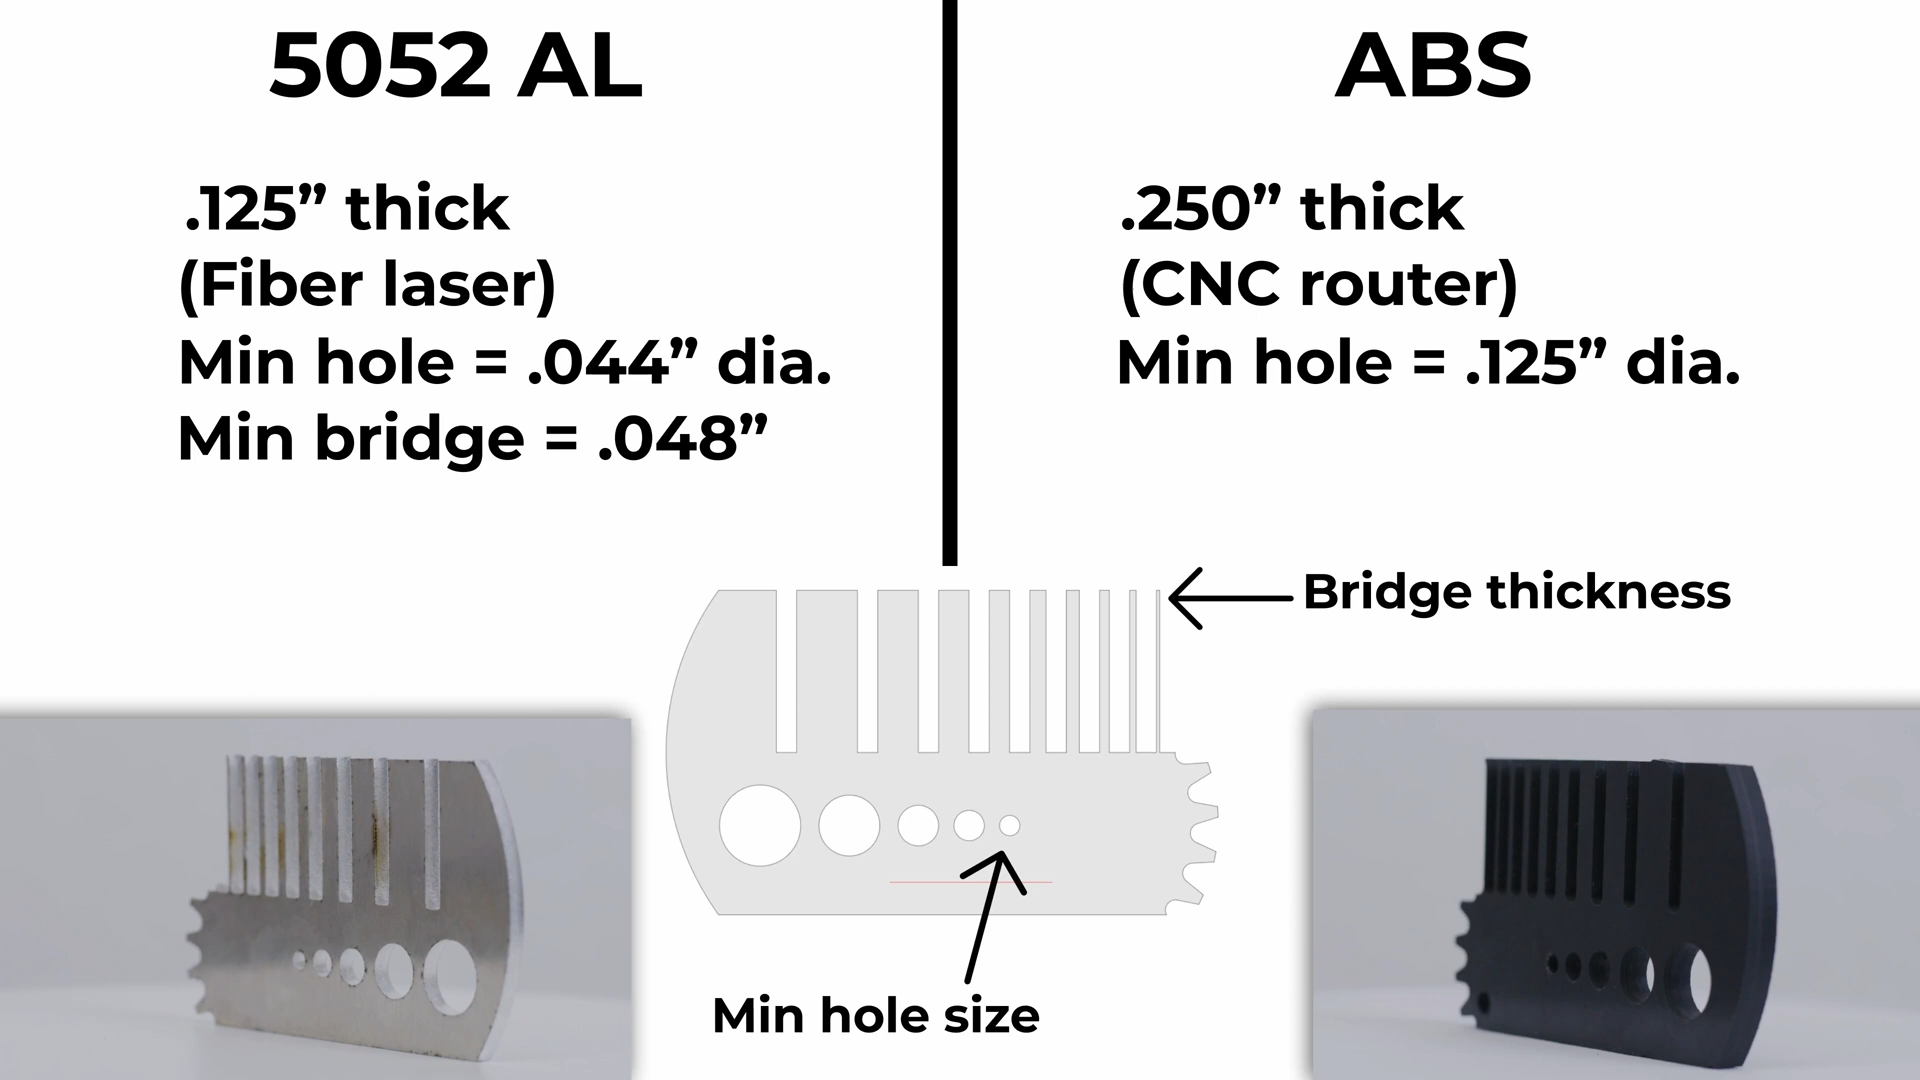 5052 AL
.125” thick
(Fiber laser)
Min hole = .044” dia.
Min bridge = .048”
ABS
.250” thick
(CNC router)
Min hole = .125” dia.
Bridge thickness
Min hole size